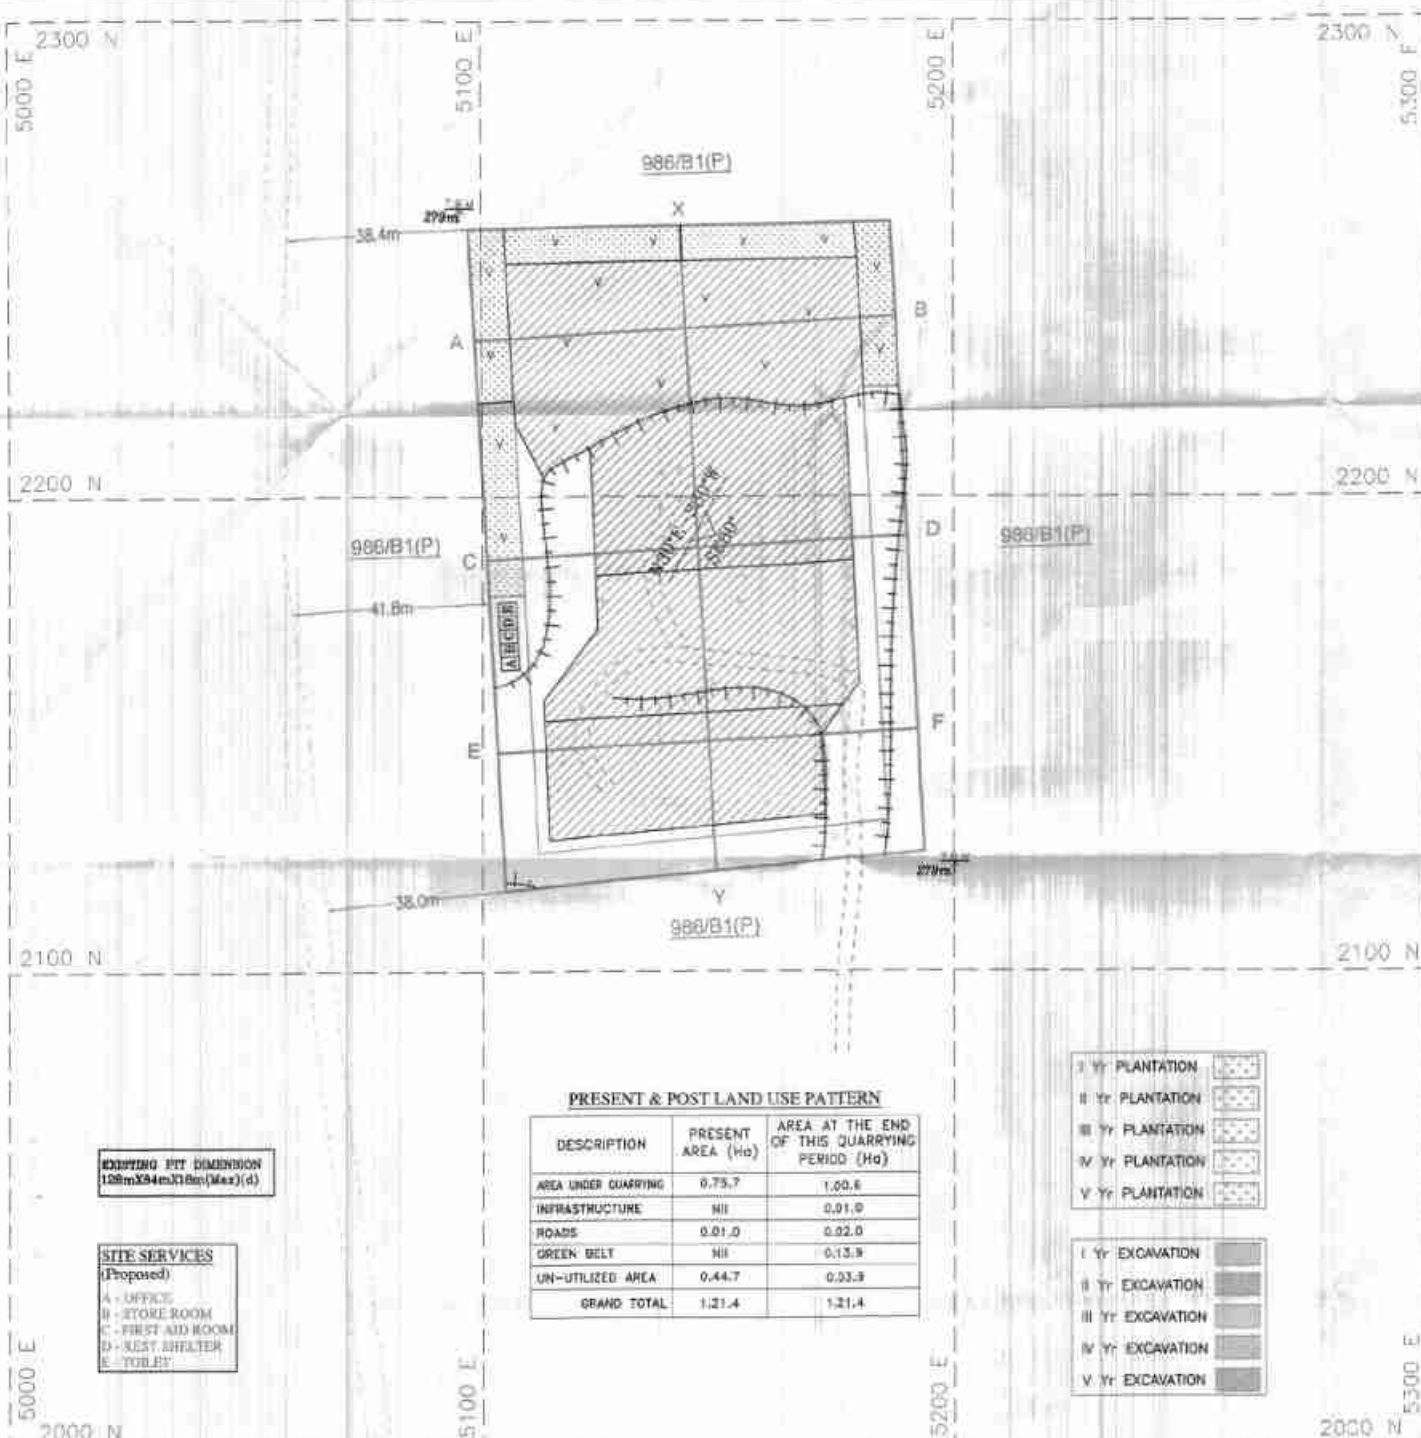 2300 N
2300 N
5000 E
5100 E
5200 E
5300 E
986/B1(P)
X
279m
38.4m
B
A
2200 N
2200 N
986/B1(P)
C
D
986/B1(P)
N30°E
41.8m
A B C D E
E
F
279m
38.0m
Y
986/B1(P)
2100 N
2100 N
PRESENT & POST LAND USE PATTERN
DESCRIPTION PRESENT AREA (Ha) AREA AT THE END OF THIS QUARRYING PERIOD (Ha)
AREA UNDER QUARRYING 0.75.7 1.00.6
INFRASTRUCTURE Nil 0.01.0
ROADS 0.01.0 0.02.0
GREEN BELT Nil 0.13.9
UN-UTILIZED AREA 0.44.7 0.03.9
GRAND TOTAL 1.21.4 1.21.4
I Yr PLANTATION
II Yr PLANTATION
III Yr PLANTATION
IV Yr PLANTATION
V Yr PLANTATION
I Yr EXCAVATION
II Yr EXCAVATION
III Yr EXCAVATION
IV Yr EXCAVATION
V Yr EXCAVATION
EXISTING PIT DIMENSION
SITE SERVICES
(Proposed)
A - OFFICE
B - STORE ROOM
C - FIRST AID ROOM
D - REST SHELTER
E - TOILET
5000 E
5100 E
5200 E
5300 E
2000 N
2000 N